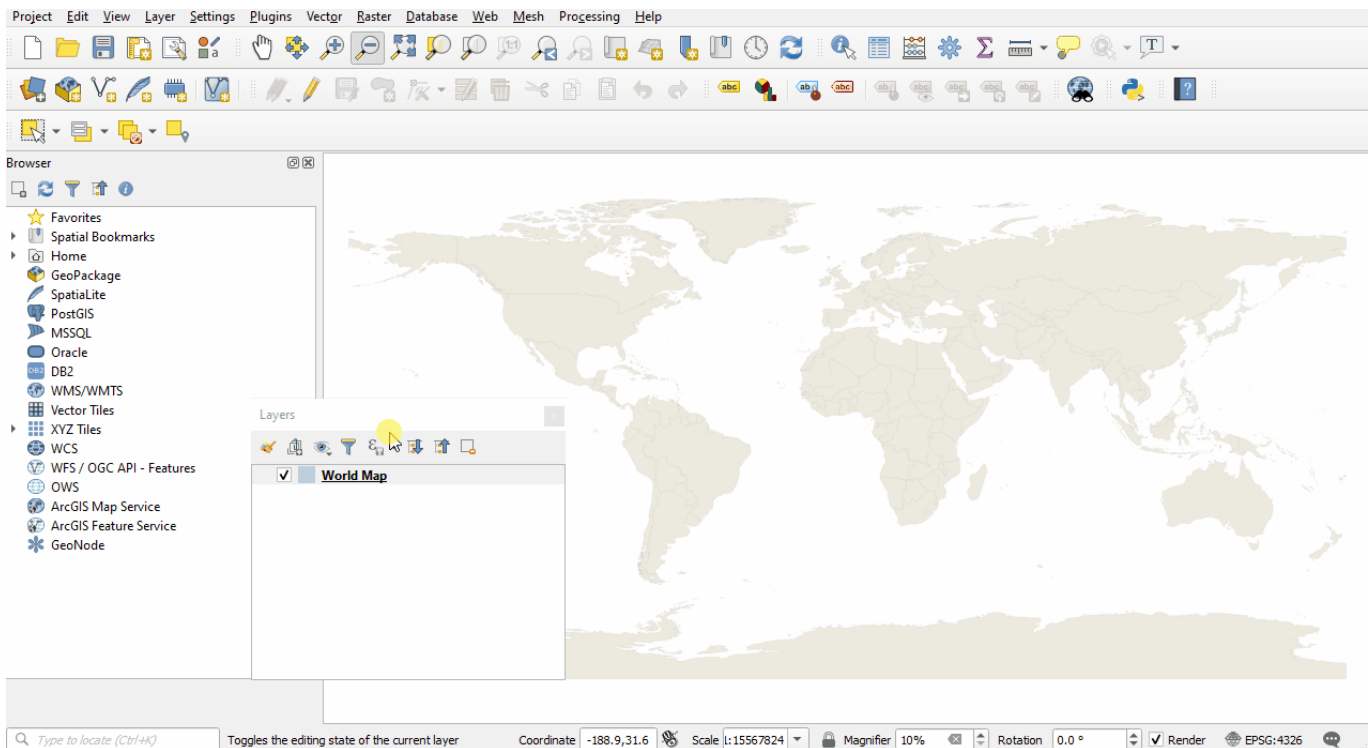 Project Edit View Layer Settings Plugins Vector Raster Database Web Mesh Processing Help
Browser
Favorites
Spatial Bookmarks
Home
GeoPackage
SpatiaLite
PostGIS
MSSQL
Oracle
DB2
WMS/WMTS
Vector Tiles
XYZ Tiles
WCS
WFS / OGC API - Features
OWS
ArcGIS Map Service
ArcGIS Feature Service
GeoNode
Layers
World Map
Type to locate (Ctrl+K) Toggles the editing state of the current layer Coordinate -188.9,31.6 Scale 1:15567824 Magnifier 10% Rotation 0.0 ° Render EPSG:4326